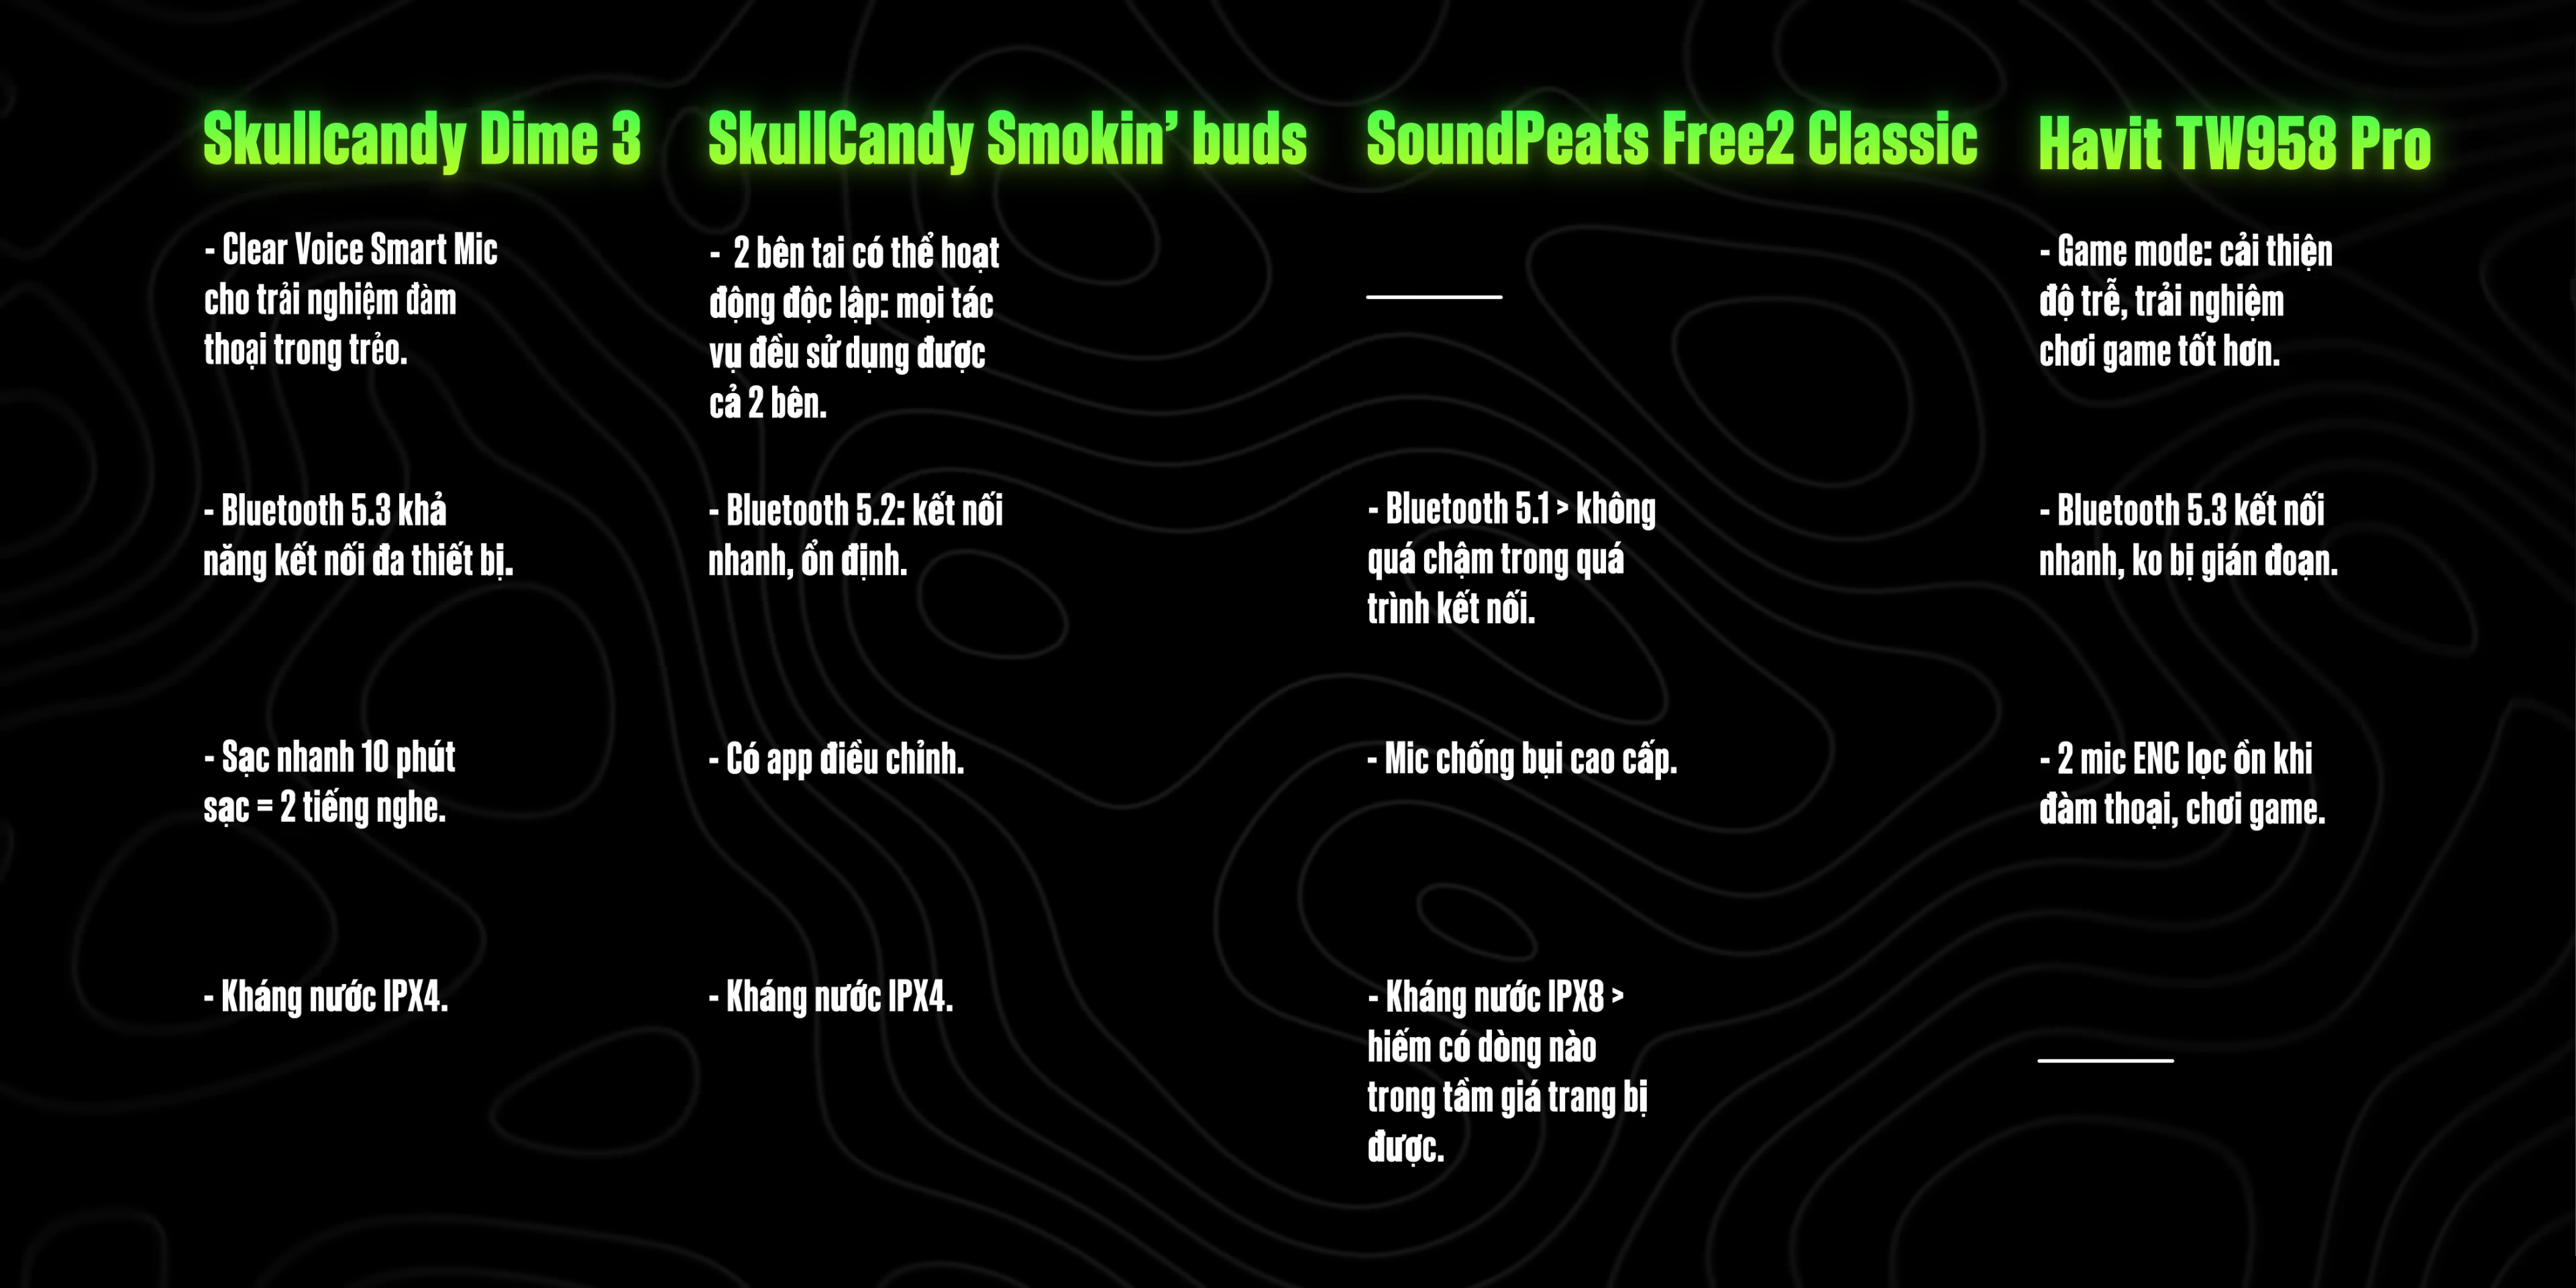 Skullcandy Dime 3
- Clear Voice Smart Mic
cho trải nghiệm đàm
thoại trong trẻo.
- Bluetooth 5.3 khả
năng kết nối đa thiết bị.
- Sạc nhanh 10 phút
sạc = 2 tiếng nghe.
- Kháng nước IPX4.
SkullCandy Smokin’ buds
- 2 bên tai có thể hoạt
động độc lập: mọi tác
vụ đều sử dụng được
cả 2 bên.
- Bluetooth 5.2: kết nối
nhanh, ổn định.
- Có app điều chỉnh.
- Kháng nước IPX4.
SoundPeats Free2 Classic
- Bluetooth 5.1 > không
quá chậm trong quá
trình kết nối.
- Mic chống bụi cao cấp.
- Kháng nước IPX8 >
hiếm có dòng nào
trong tầm giá trang bị
được.
Havit TW958 Pro
- Game mode: cải thiện
độ trễ, trải nghiệm
chơi game tốt hơn.
- Bluetooth 5.3 kết nối
nhanh, ko bị gián đoạn.
- 2 mic ENC lọc ồn khi
đàm thoại, chơi game.